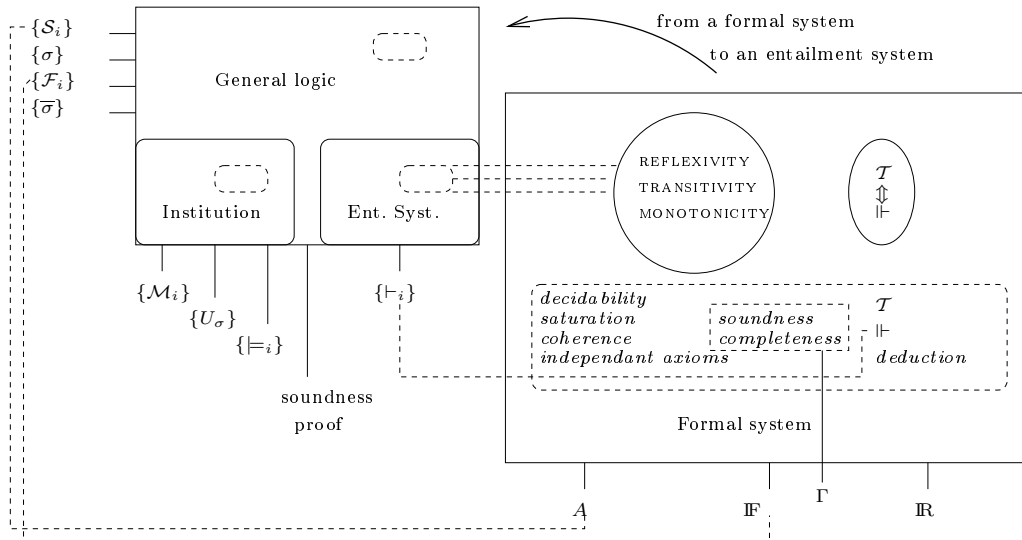 {𝒮ᵢ}
{σ}
{ℱᵢ}
{σ̅}
General logic
Institution
Ent. Syst.
{ℳᵢ}
{U_σ}
{⊨ᵢ}
{⊢ᵢ}
soundness
proof
from a formal system
to an entailment system
REFLEXIVITY
TRANSITIVITY
MONOTONICITY
𝒯
⇕
⊩
decidability
saturation
coherence
independant axioms
soundness
completeness
𝒯
⊩
deduction
Formal system
A
𝔽
Γ
ℝ